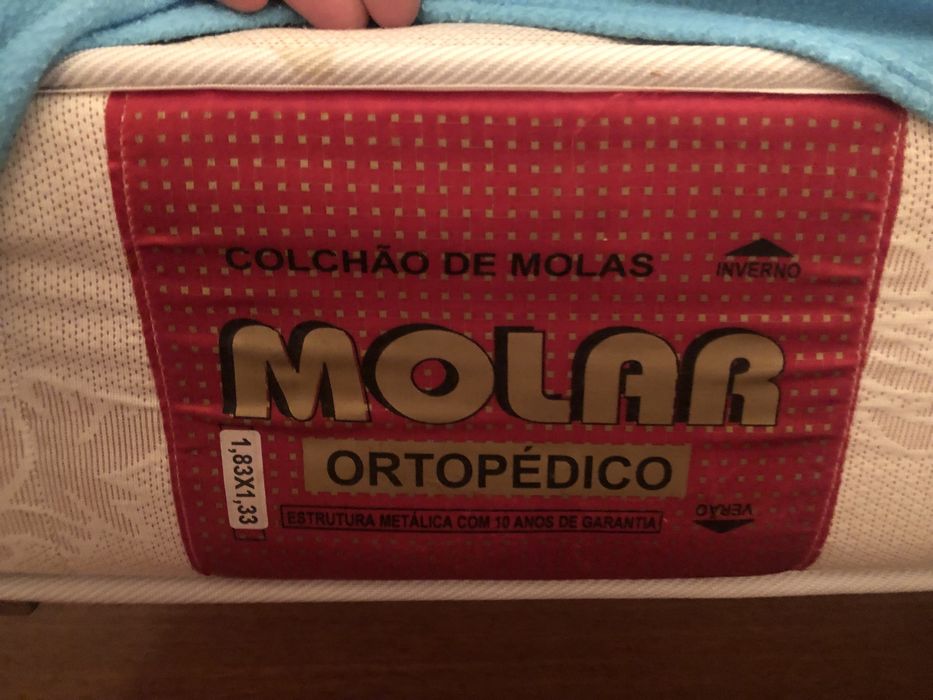 COLCHÃO DE MOLAS
INVERNO
MOLAR
1,83X1,33
ORTOPÉDICO
ESTRUTURA METÁLICA COM 10 ANOS DE GARANTIA
VERÃO